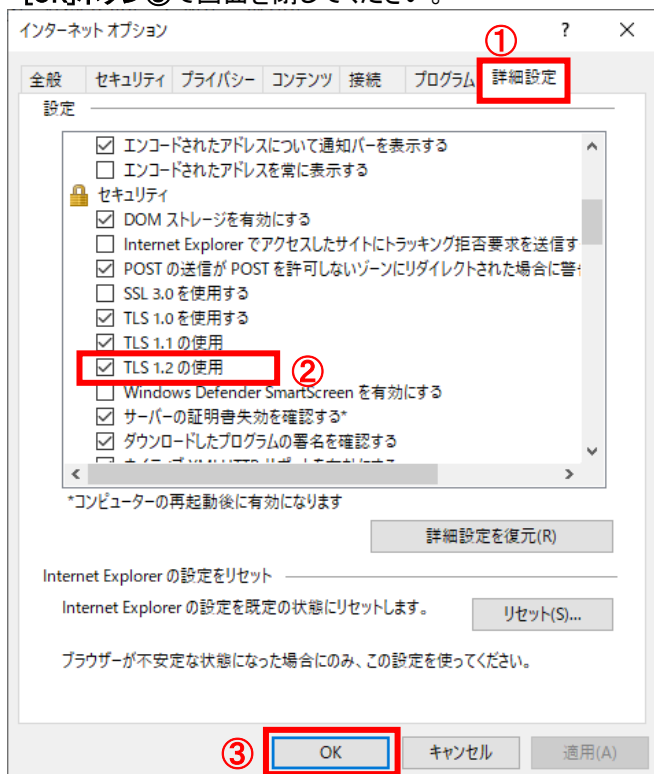 [OK]ボタン③で画面を閉じてください。
インターネット オプション
①
?
×
全般 セキュリティ プライバシー コンテンツ 接続 プログラム 詳細設定
設定
エンコードされたアドレスについて通知バーを表示する
エンコードされたアドレスを常に表示する
セキュリティ
DOM ストレージを有効にする
Internet Explorer でアクセスしたサイトにトラッキング拒否要求を送信す
POST の送信が POST を許可しないゾーンにリダイレクトされた場合に警
SSL 3.0 を使用する
TLS 1.0 を使用する
TLS 1.1 の使用
TLS 1.2 の使用 ②
Windows Defender SmartScreen を有効にする
サーバーの証明書失効を確認する*
ダウンロードしたプログラムの署名を確認する
*コンピューターの再起動後に有効になります
詳細設定を復元(R)
Internet Explorer の設定をリセット
Internet Explorer の設定を既定の状態にリセットします。 リセット(S)...
ブラウザーが不安定な状態になった場合にのみ、この設定を使ってください。
③ OK キャンセル 適用(A)